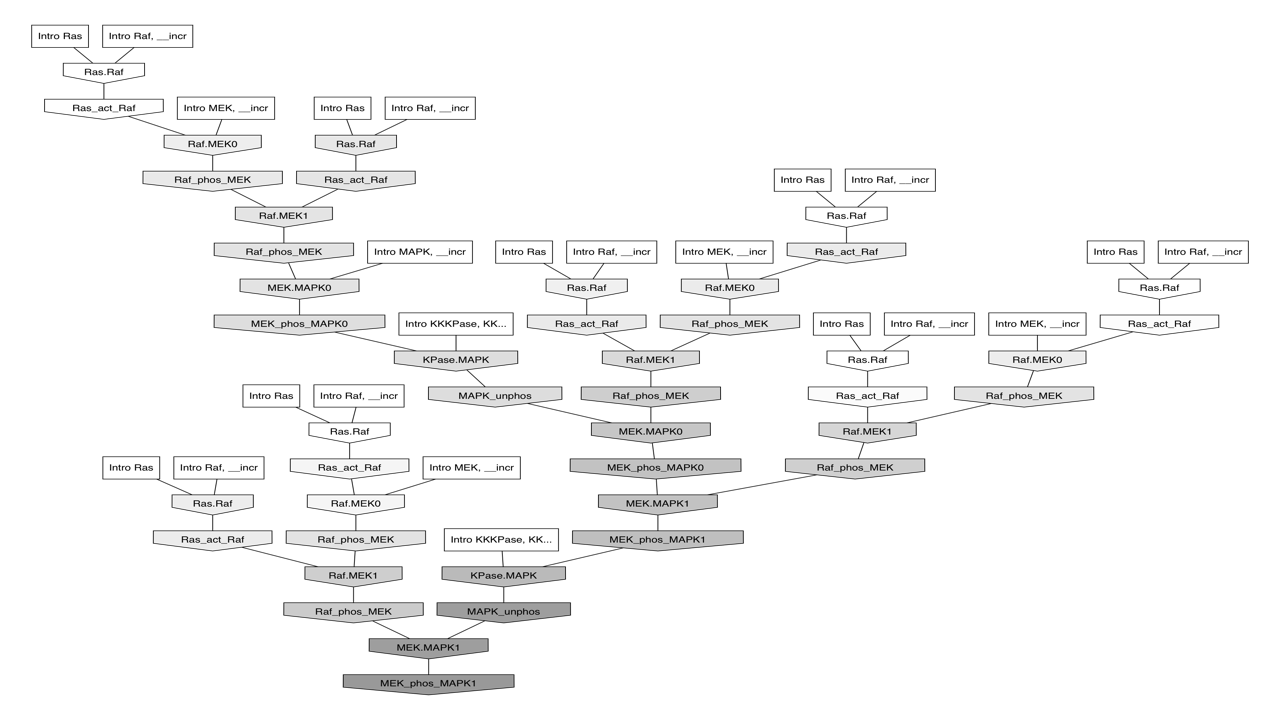 Intro Ras
Intro Raf, __incr
Ras.Raf
Ras_act_Raf
Intro MEK, __incr
Intro Ras
Intro Raf, __incr
Raf.MEK0
Ras.Raf
Raf_phos_MEK
Ras_act_Raf
Intro Ras
Intro Raf, __incr
Raf.MEK1
Ras.Raf
Raf_phos_MEK
Intro MAPK, __incr
Intro Ras
Intro Raf, __incr
Intro MEK, __incr
Ras_act_Raf
Intro Ras
Intro Raf, __incr
MEK.MAPK0
Ras.Raf
Raf.MEK0
Ras.Raf
MEK_phos_MAPK0
Intro KKKPase, KK...
Ras_act_Raf
Raf_phos_MEK
Intro Ras
Intro Raf, __incr
Intro MEK, __incr
Ras_act_Raf
KPase.MAPK
Raf.MEK1
Ras.Raf
Raf.MEK0
Intro Ras
Intro Raf, __incr
MAPK_unphos
Raf_phos_MEK
Ras_act_Raf
Raf_phos_MEK
Ras.Raf
MEK.MAPK0
Raf.MEK1
Intro Ras
Intro Raf, __incr
Ras_act_Raf
Intro MEK, __incr
MEK_phos_MAPK0
Raf_phos_MEK
Ras.Raf
Raf.MEK0
MEK.MAPK1
Ras_act_Raf
Raf_phos_MEK
Intro KKKPase, KK...
MEK_phos_MAPK1
Raf.MEK1
KPase.MAPK
Raf_phos_MEK
MAPK_unphos
MEK.MAPK1
MEK_phos_MAPK1